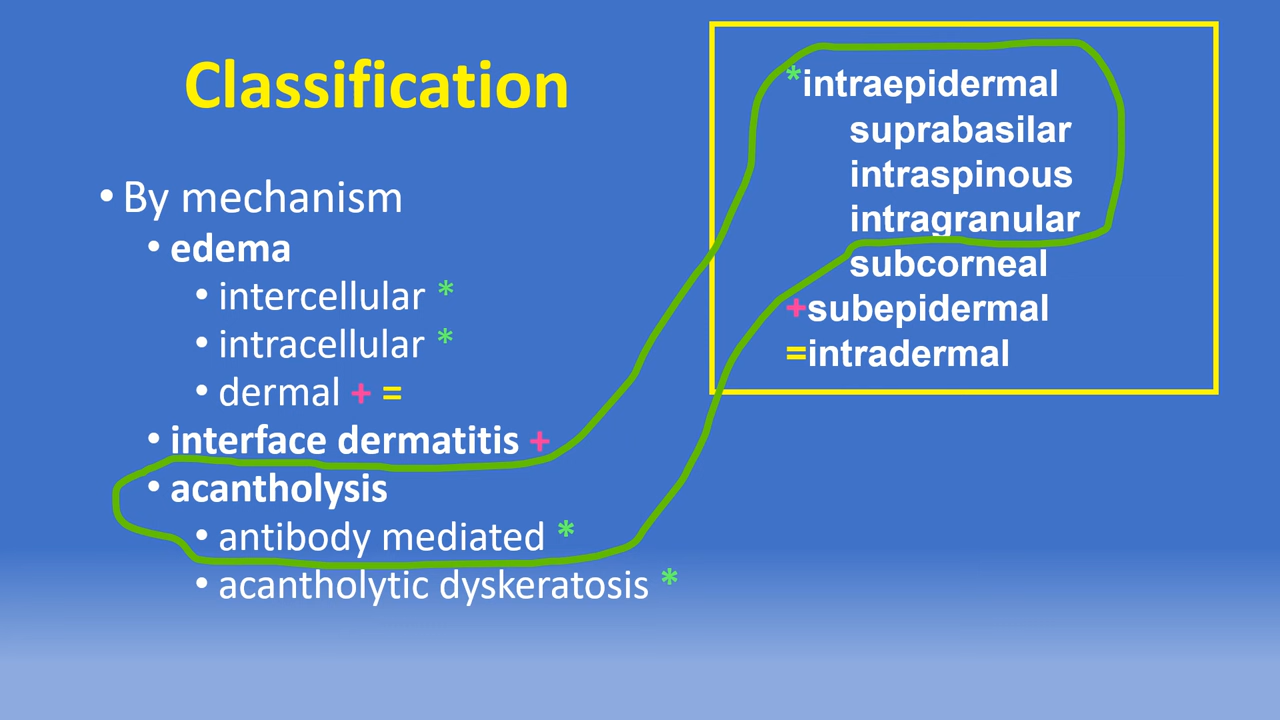 Classification
• By mechanism
• edema
• intercellular *
• intracellular *
• dermal + =
• interface dermatitis +
• acantholysis
• antibody mediated *
• acantholytic dyskeratosis *
*intraepidermal
suprabasilar
intraspinous
intragranular
subcorneal
+subepidermal
=intradermal